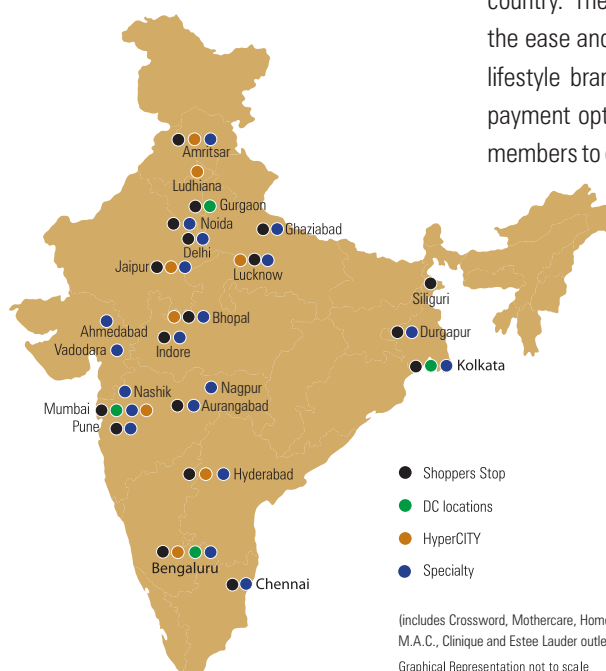 country. The
the ease and
lifestyle bran
payment opt
members to
Amritsar
Ludhiana
Gurgaon
Noida
Ghaziabad
Delhi
Jaipur
Lucknow
Siliguri
Bhopal
Ahmedabad
Durgapur
Vadodara
Indore
Kolkata
Nashik
Nagpur
Mumbai
Aurangabad
Pune
Hyderabad
Shoppers Stop
DC locations
HyperCITY
Bengaluru
Specialty
Chennai
(includes Crossword, Mothercare, Home
M.A.C., Clinique and Estee Lauder outle
Graphical Representation not to scale